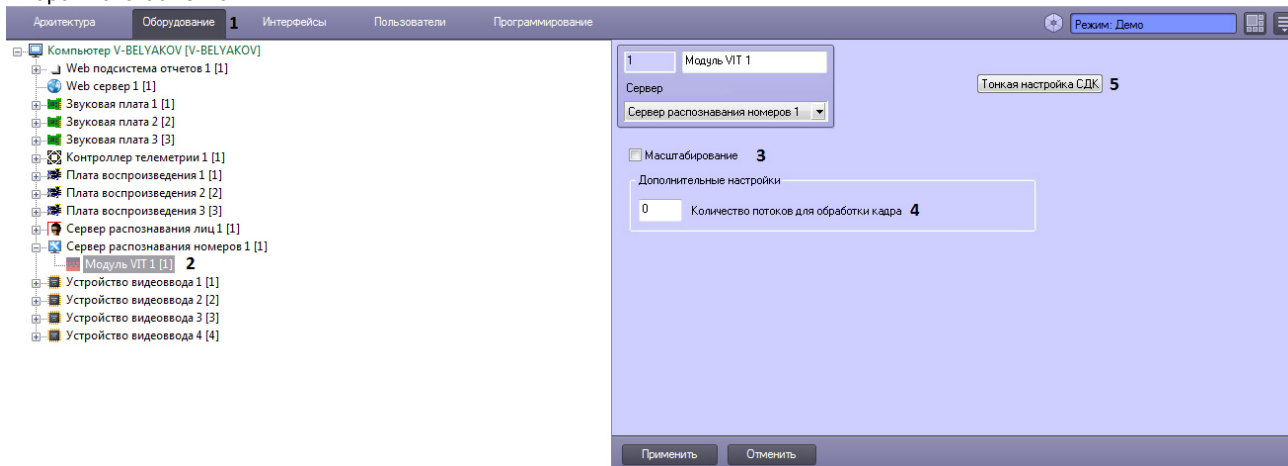 Архитектура Оборудование 1 Интерфейсы Пользователи Программирование Режим: Демо
Компьютер V-BELYAKOV [V-BELYAKOV]
Web подсистема отчетов 1 [1]
Web сервер 1 [1]
Звуковая плата 1 [1]
Звуковая плата 2 [2]
Звуковая плата 3 [3]
Контроллер телеметрии 1 [1]
Плата воспроизведения 1 [1]
Плата воспроизведения 2 [2]
Плата воспроизведения 3 [3]
Сервер распознавания лиц 1 [1]
Сервер распознавания номеров 1 [1]
Модуль VIT 1 [1] 2
Устройство видеоввода 1 [1]
Устройство видеоввода 2 [2]
Устройство видеоввода 3 [3]
Устройство видеоввода 4 [4]
1 Модуль VIT 1
Сервер
Сервер распознавания номеров 1
Тонкая настройка СДК 5
Масштабирование 3
Дополнительные настройки
0 Количество потоков для обработки кадра 4
Применить Отменить